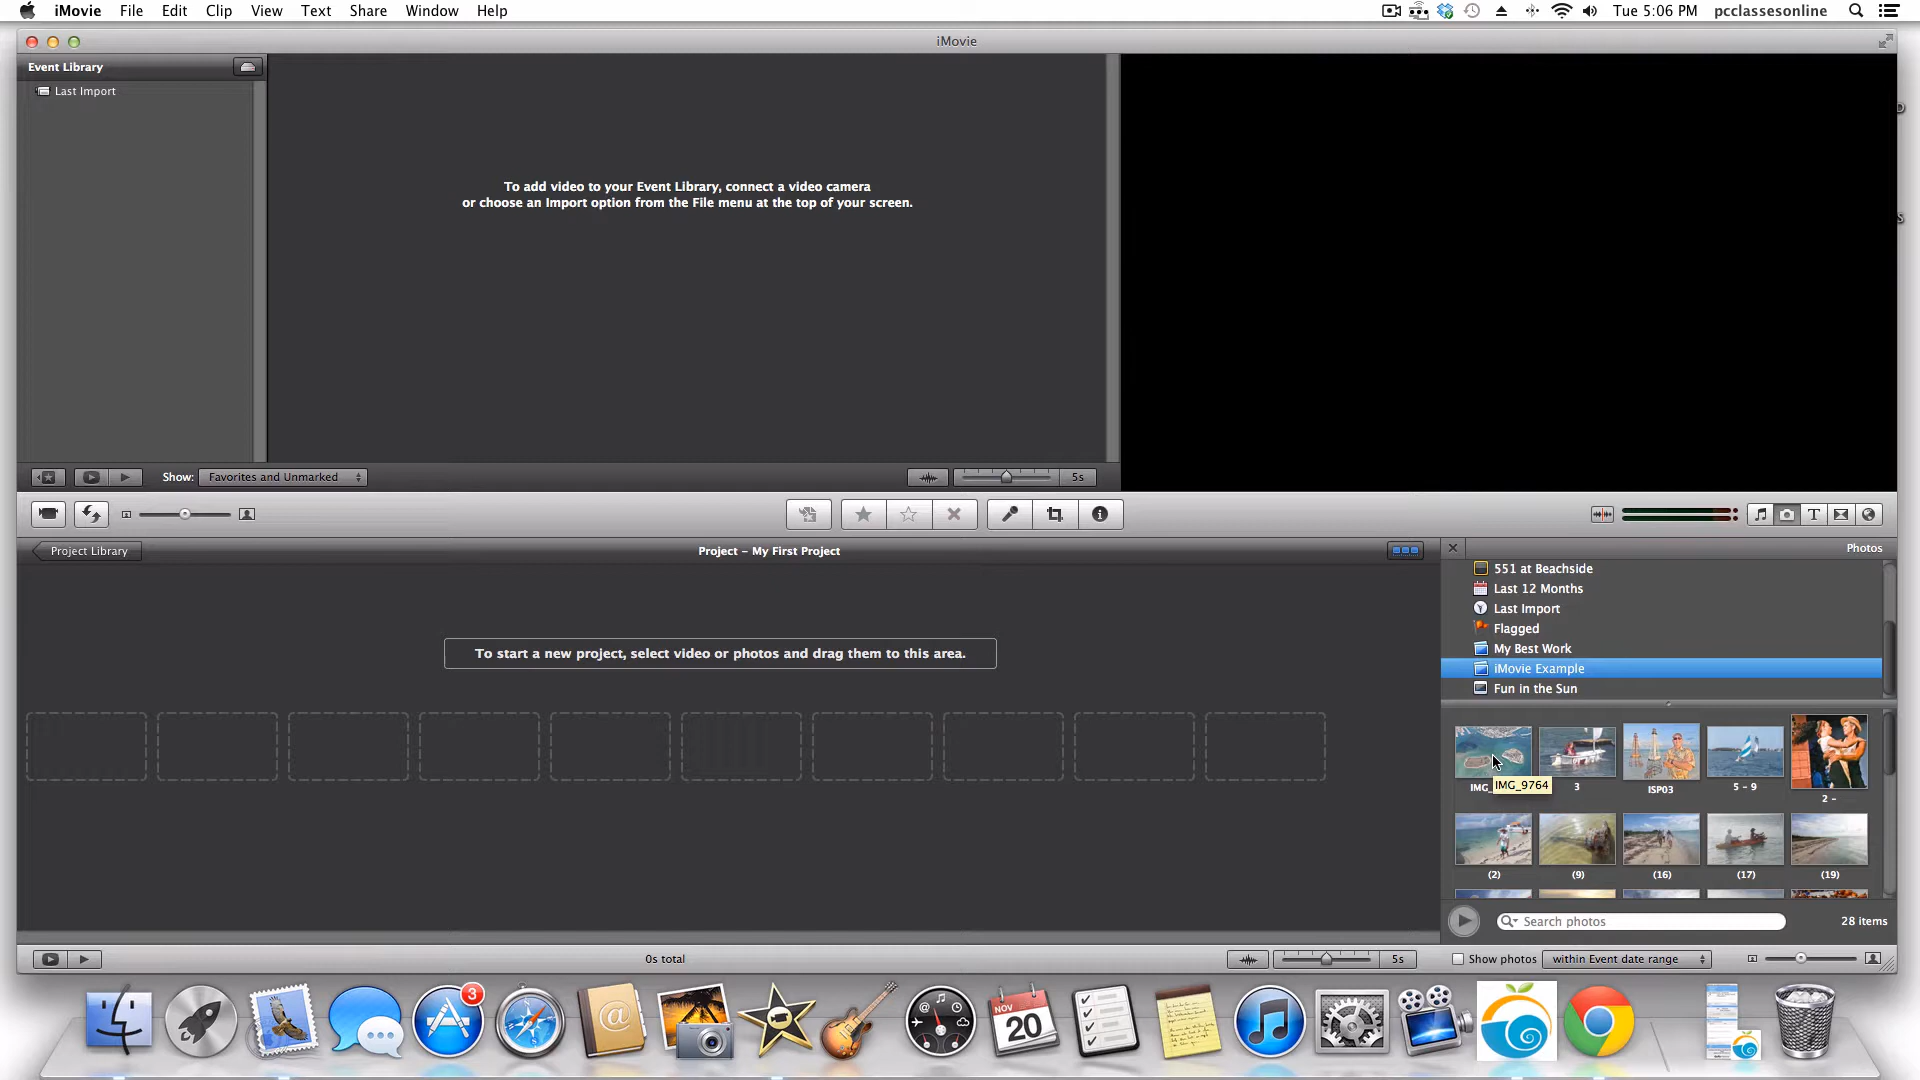 iMovie File Edit Clip View Text Share Window Help
Tue 5:06 PM pcclassesonline
iMovie
Event Library
Last Import
To add video to your Event Library, connect a video camera
or choose an Import option from the File menu at the top of your screen.
Show: Favorites and Unmarked
5s
Project Library
Project - My First Project
Photos
551 at Beachside
Last 12 Months
Last Import
Flagged
My Best Work
iMovie Example
Fun in the Sun
To start a new project, select video or photos and drag them to this area.
IMG_ IMG_9764 3 ISP03 5 - 9 2 -
(2) (9) (16) (17) (19)
Search photos
28 items
0s total
5s
Show photos within Event date range
3
NOV
20